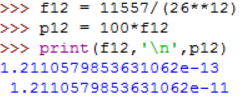 >>> f12 = 11557/(26**12)
>>> p12 = 100*f12
>>> print(f12,'\n',p12)
1.2110579853631062e-13
 1.2110579853631062e-11